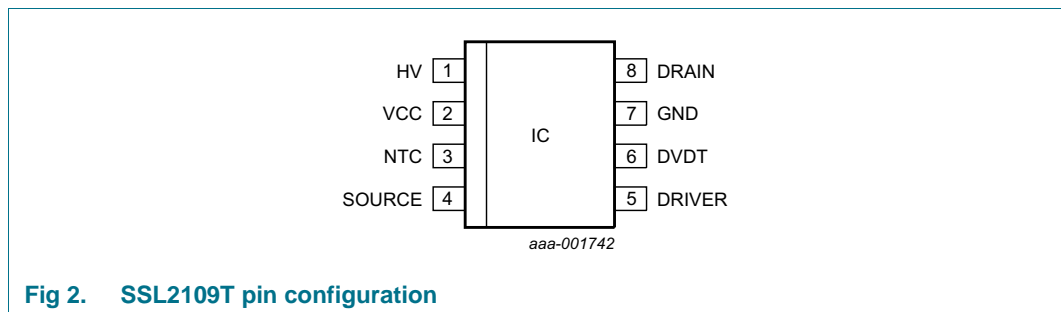 HV 1 8 DRAIN
VCC 2 7 GND
IC
NTC 3 6 DVDT
SOURCE 4 5 DRIVER
aaa-001742
Fig 2. SSL2109T pin configuration